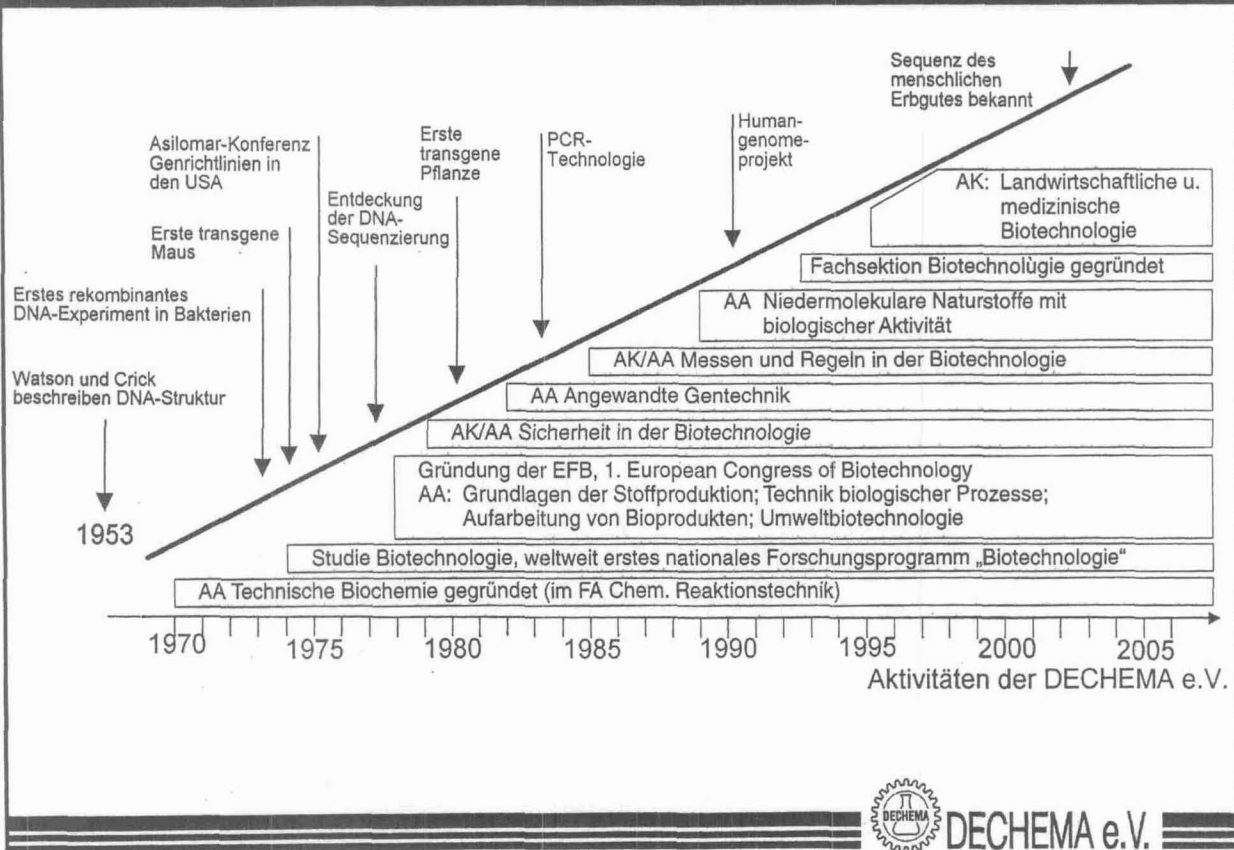 Sequenz des
menschlichen
Erbgutes bekannt
Human-
genome-
projekt
PCR-
Technologie
Erste
transgene
Pflanze
Asilomar-Konferenz
Genrichtlinien in
den USA
Entdeckung
der DNA-
Sequenzierung
Erste transgene
Maus
Erstes rekombinantes
DNA-Experiment in Bakterien
Watson und Crick
beschreiben DNA-Struktur
1953
AK: Landwirtschaftliche u.
medizinische
Biotechnologie
Fachsektion Biotechnolùgie gegründet
AA Niedermolekulare Naturstoffe mit
biologischer Aktivität
AK/AA Messen und Regeln in der Biotechnologie
AA Angewandte Gentechnik
AK/AA Sicherheit in der Biotechnologie
Gründung der EFB, 1. European Congress of Biotechnology
AA: Grundlagen der Stoffproduktion; Technik biologischer Prozesse;
Aufarbeitung von Bioprodukten; Umweltbiotechnologie
Studie Biotechnologie, weltweit erstes nationales Forschungsprogramm „Biotechnologie“
AA Technische Biochemie gegründet (im FA Chem. Reaktionstechnik)
1970 1975 1980 1985 1990 1995 2000 2005
Aktivitäten der DECHEMA e.V.
DECHEMA
DECHEMA e.V.